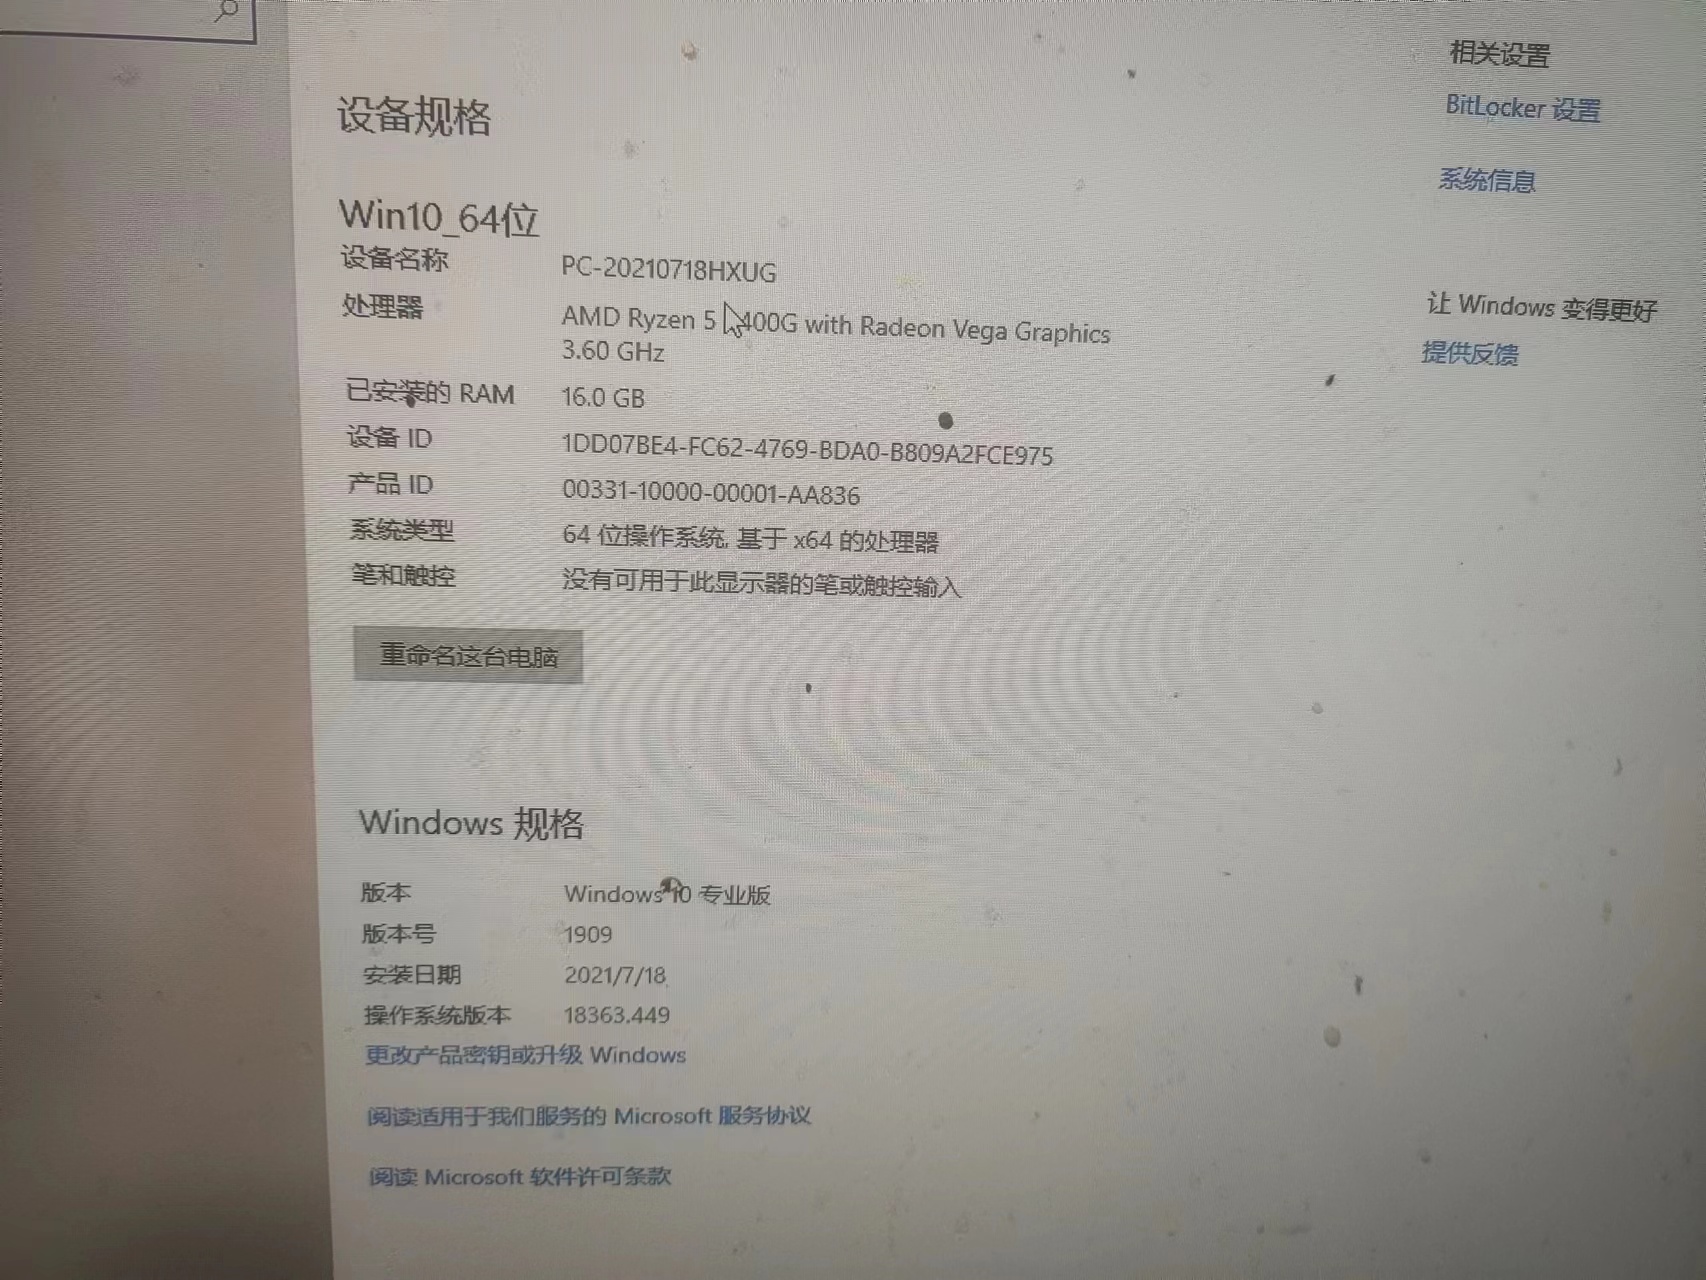 设备规格
Win10_64位
设备名称 PC-20210718HXUG
处理器 AMD Ryzen 5 400G with Radeon Vega Graphics
3.60 GHz
已安装的 RAM 16.0 GB
设备 ID 1DD07BE4-FC62-4769-BDA0-B809A2FCE975
产品 ID 00331-10000-00001-AA836
系统类型 64 位操作系统, 基于 x64 的处理器
笔和触控 没有可用于此显示器的笔或触控输入
重命名这台电脑
Windows 规格
版本 Windows 10 专业版
版本号 1909
安装日期 2021/7/18
操作系统版本 18363.449
更改产品密钥或升级 Windows
阅读适用于我们服务的 Microsoft 服务协议
阅读 Microsoft 软件许可条款
相关设置
BitLocker 设置
系统信息
让 Windows 变得更好
提供反馈